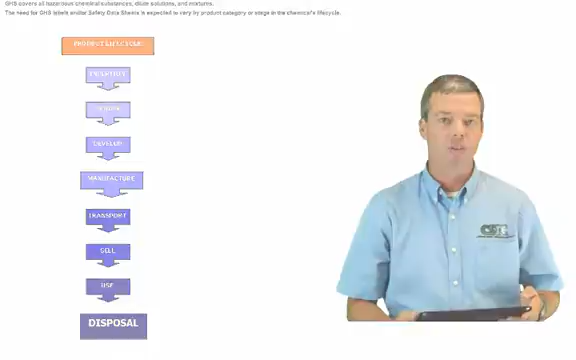 GHS covers all hazardous chemical substances, dilute solutions, and mixtures.
The need for GHS labels and/or Safety Data Sheets is expected to vary by product category or stage in the chemical's lifecycle.
PRODUCT LIFECYCLE
IDENTIFY
DEVELOP
MANUFACTURE
TRANSPORT
SELL
USE
DISPOSAL